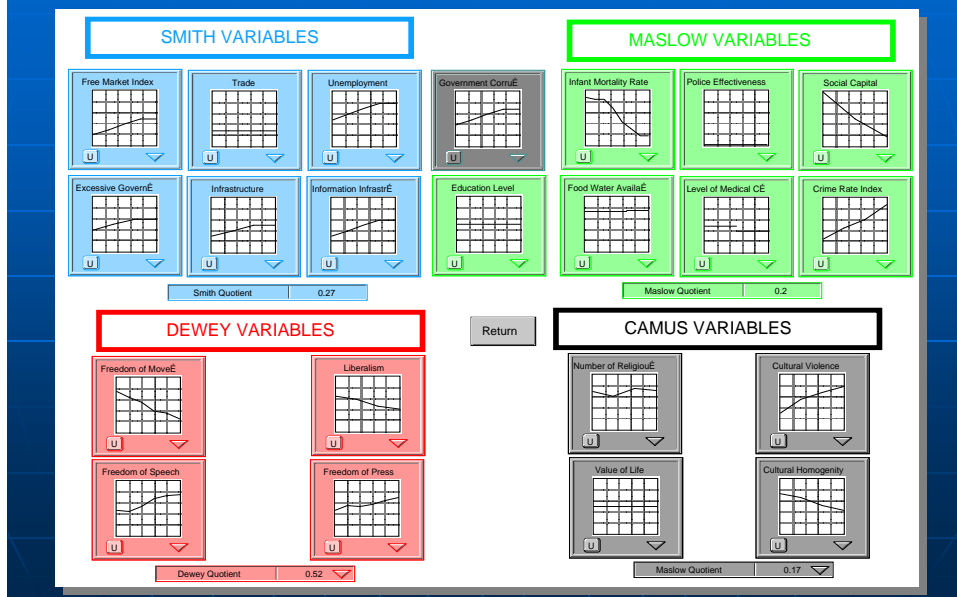 SMITH VARIABLES
MASLOW VARIABLES
Free Market Index
Trade
Unemployment
Government CorruÉ
Infant Mortality Rate
Police Effectiveness
Social Capital
U
U
U
U
U
U
U
Excessive GovernÉ
Infrastructure
Information InfrastrÉ
Education Level
Food Water AvailaÉ
Level of Medical CÉ
Crime Rate Index
U
U
U
U
U
U
U
Smith Quotient 0.27
Maslow Quotient 0.2
DEWEY VARIABLES
Return
CAMUS VARIABLES
Freedom of MoveÉ
Liberalism
Number of ReligiouÉ
Cultural Violence
U
U
U
U
Freedom of Speech
Freedom of Press
Value of Life
Cultural Homogenity
U
U
U
U
Dewey Quotient 0.52
Maslow Quotient 0.17